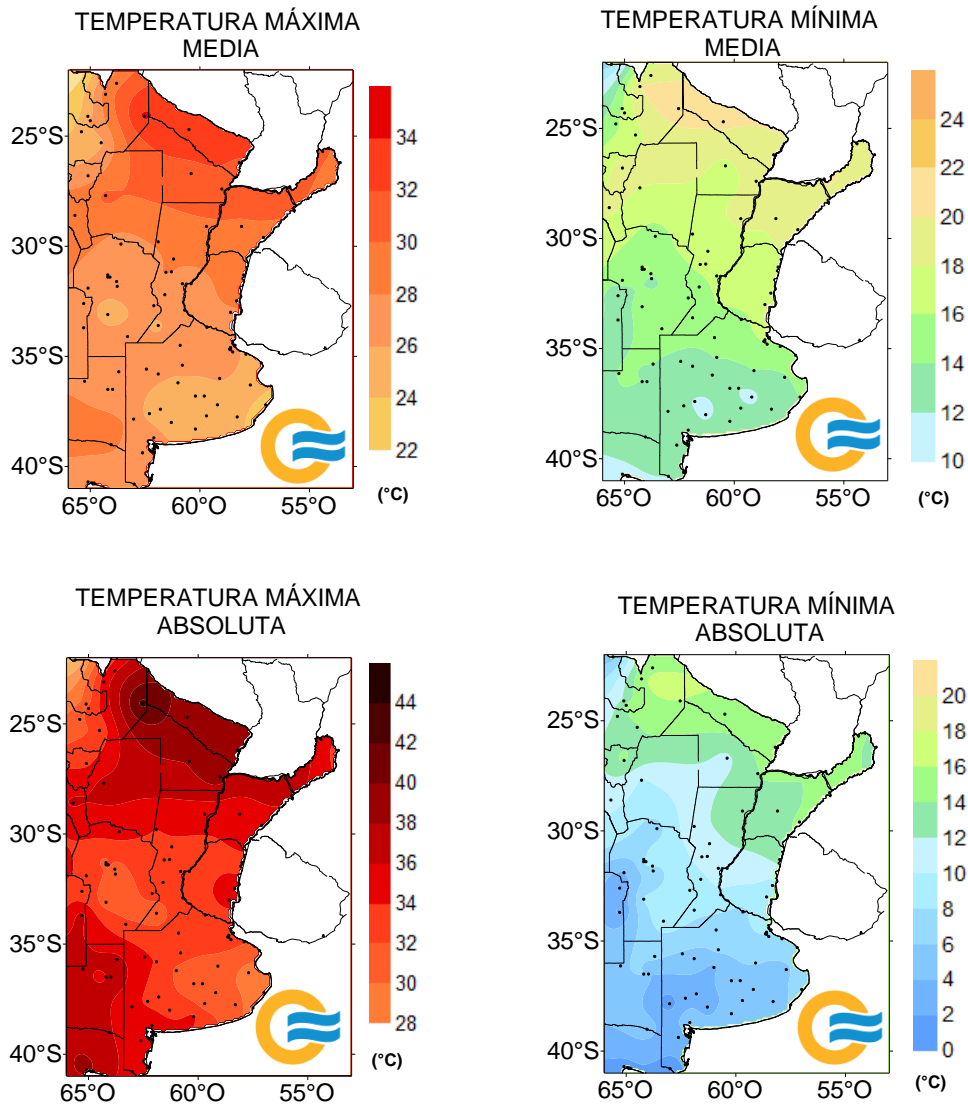 TEMPERATURA MÁXIMA
MEDIA
25°S
30°S
35°S
40°S
65°O
60°O
55°O
34
32
30
28
26
24
22
(°C)
TEMPERATURA MÍNIMA
MEDIA
25°S
30°S
35°S
40°S
65°O
60°O
55°O
24
22
20
18
16
14
12
10
(°C)
TEMPERATURA MÁXIMA
ABSOLUTA
25°S
30°S
35°S
40°S
65°O
60°O
55°O
44
42
40
38
36
34
32
30
28
(°C)
TEMPERATURA MÍNIMA
ABSOLUTA
25°S
30°S
35°S
40°S
65°O
60°O
55°O
20
18
16
14
12
10
8
6
4
2
0
(°C)